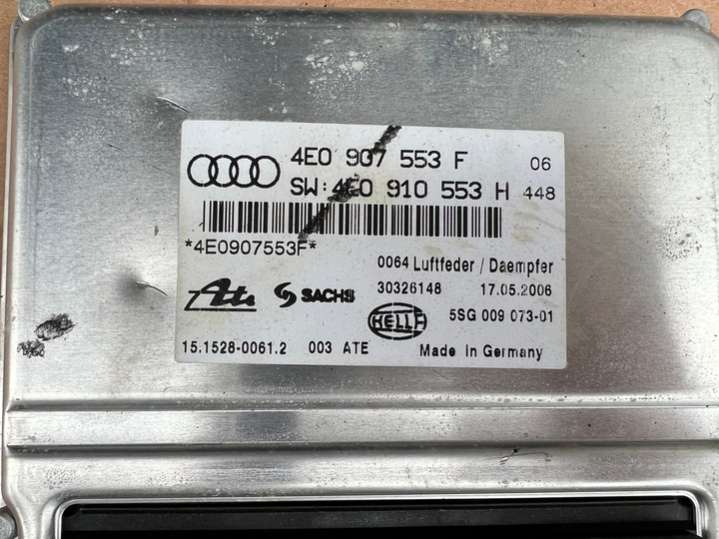 4E0 907 553 F 06
SW: 4E0 910 553 H 448
*4E0907553F*
0064 Luftfeder / Daempfer
30326148 17.05.2006
Ate SACHS HELLA 5SG 009 073-01
15.1528-0061.2 003 ATE Made in Germany